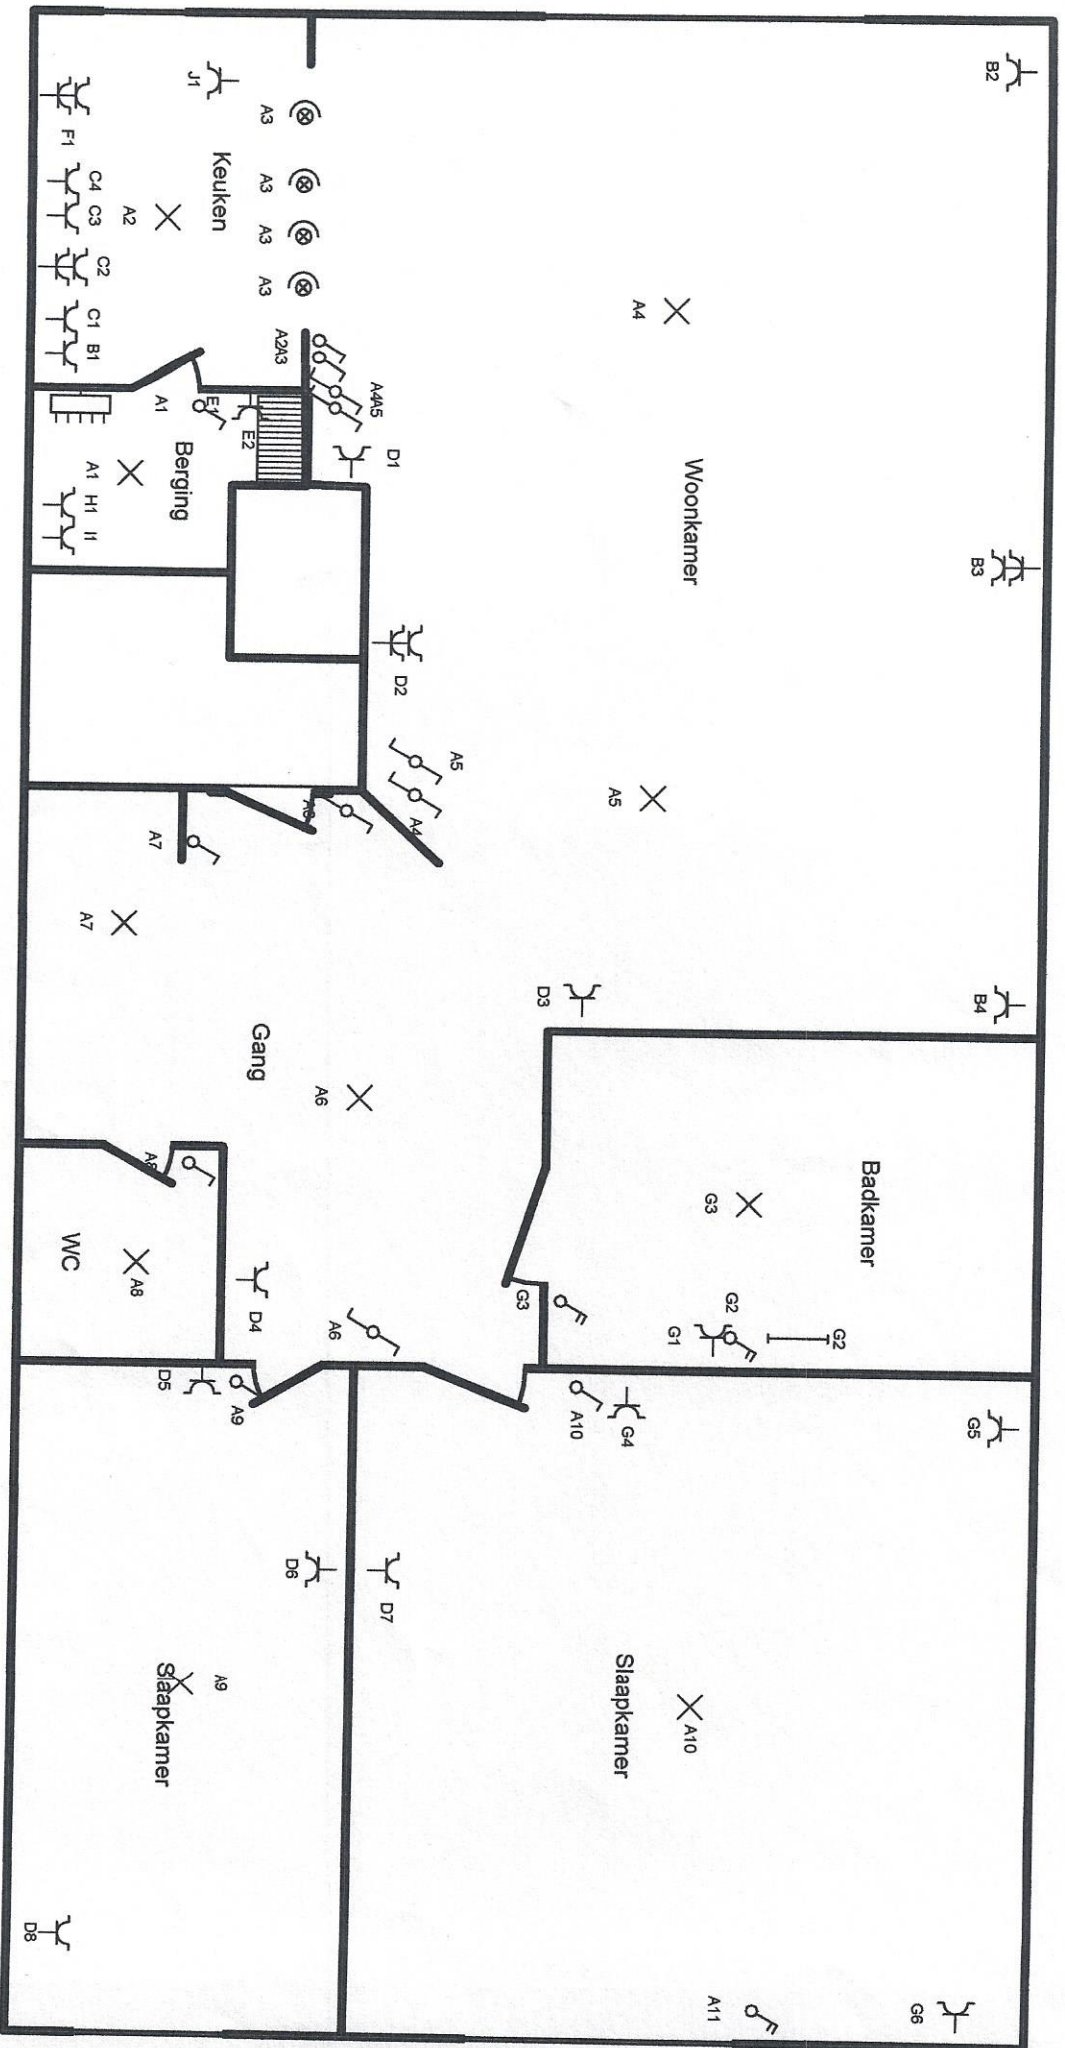 B2
B3
B4
G5
G6
Woonkamer
Badkamer
Slaapkamer
A4
A5
G3
G2
G2
G1
G3
A10
A11
G4
A10
D3
D7
J1
Keuken
A3
A3
A3
A3
A2A3
A4A5
D1
D2
A5
A4
F1
C4
C3
A2
C2
C1
B1
A1
E1
E2
Berging
A1
H1
I1
A7
A7
Gang
A6
A6
A8
WC
A8
D4
D5
A9
D6
A9
Slaapkamer
D8